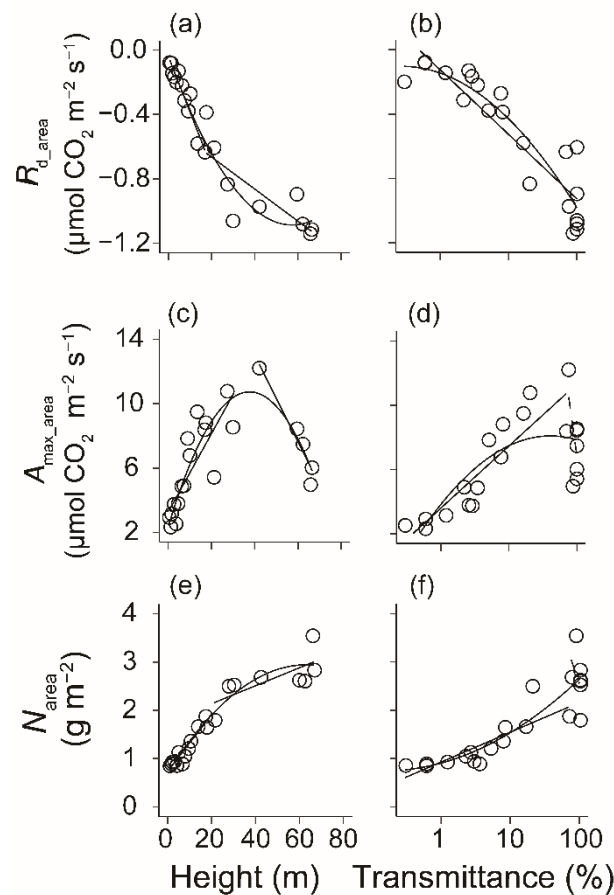 (a) (b)
0.0
−0.4
−0.8
−1.2
R_d_area
(µmol CO₂ m⁻² s⁻¹)
(c) (d)
14
10
6
2
A_max_area
(µmol CO₂ m⁻² s⁻¹)
(e) (f)
4
3
2
1
0
N_area
(g m⁻²)
0 20 40 60 80 1 10 100
Height (m) Transmittance (%)